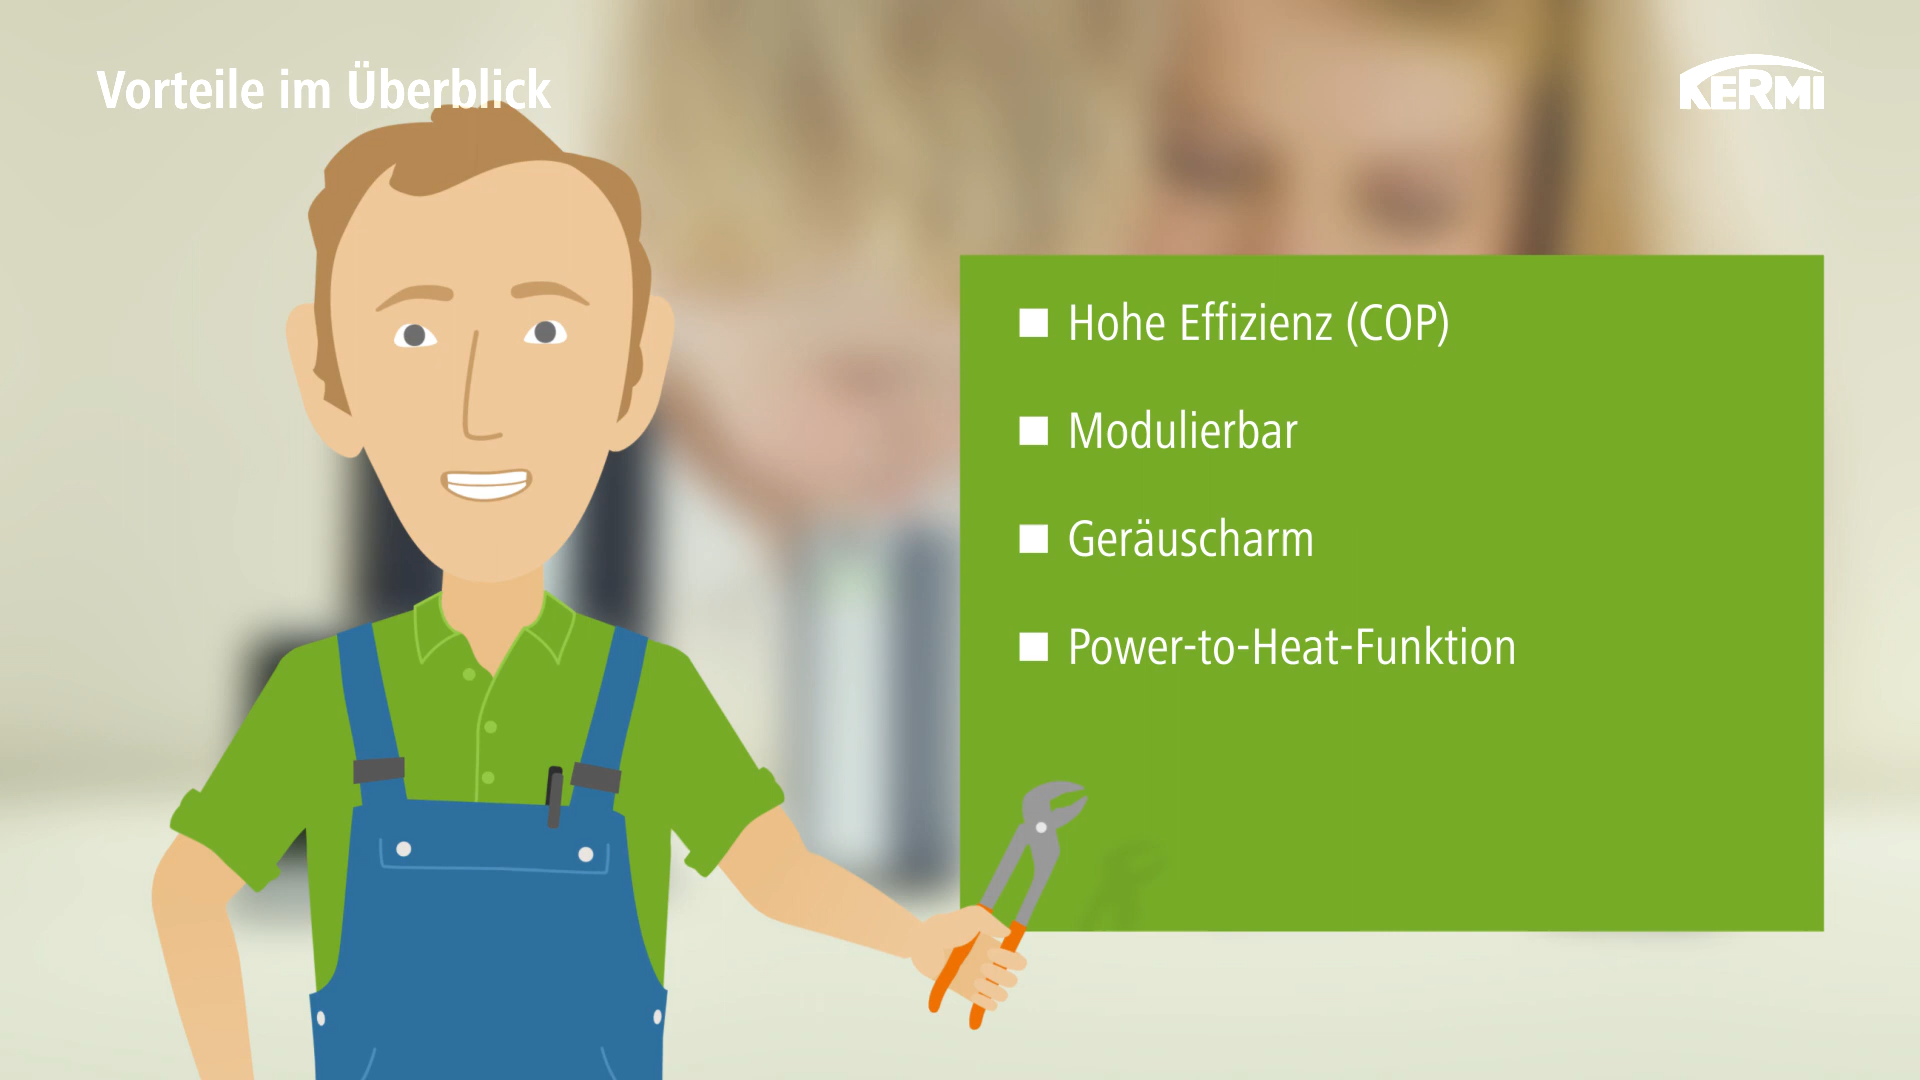 Vorteile im Überblick
KERMI
Hohe Effizienz (COP)
Modulierbar
Geräuscharm
Power-to-Heat-Funktion